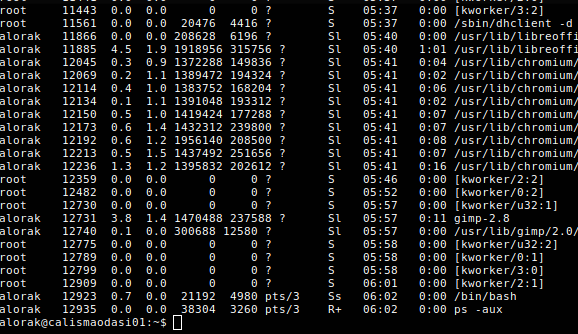 root 11443 0.0 0.0 0 0 ? S 05:37 0:00 [kworker/3:2]
root 11561 0.0 0.0 20476 4416 ? S 05:37 0:00 /sbin/dhclient -d
alorak 11866 0.0 0.0 208628 6196 ? Sl 05:40 0:00 /usr/lib/libreoffi
alorak 11885 4.5 1.9 1918956 315756 ? Sl 05:40 1:01 /usr/lib/libreoffi
alorak 12045 0.3 0.9 1372288 149836 ? Sl 05:41 0:04 /usr/lib/chromium/
alorak 12069 0.2 1.1 1389472 194324 ? Sl 05:41 0:02 /usr/lib/chromium/
alorak 12114 0.4 1.0 1383752 168204 ? Sl 05:41 0:06 /usr/lib/chromium/
alorak 12134 0.1 1.1 1391048 193312 ? Sl 05:41 0:02 /usr/lib/chromium/
alorak 12150 0.5 1.0 1419424 177288 ? Sl 05:41 0:07 /usr/lib/chromium/
alorak 12173 0.6 1.4 1432312 239800 ? Sl 05:41 0:07 /usr/lib/chromium/
alorak 12192 0.6 1.2 1956140 208500 ? Sl 05:41 0:08 /usr/lib/chromium/
alorak 12213 0.5 1.5 1437492 251656 ? Sl 05:41 0:07 /usr/lib/chromium/
alorak 12236 1.3 1.2 1395832 202612 ? Sl 05:41 0:16 /usr/lib/chromium/
root 12359 0.0 0.0 0 0 ? S 05:46 0:00 [kworker/2:2]
root 12482 0.0 0.0 0 0 ? S 05:52 0:00 [kworker/0:2]
root 12730 0.0 0.0 0 0 ? S 05:57 0:00 [kworker/u32:1]
alorak 12731 3.8 1.4 1470488 237588 ? Sl 05:57 0:11 gimp-2.8
alorak 12740 0.1 0.0 300688 12580 ? Sl 05:57 0:00 /usr/lib/gimp/2.0/
root 12775 0.0 0.0 0 0 ? S 05:58 0:00 [kworker/u32:2]
root 12789 0.0 0.0 0 0 ? S 05:58 0:00 [kworker/0:1]
root 12799 0.0 0.0 0 0 ? S 05:58 0:00 [kworker/3:0]
root 12909 0.0 0.0 0 0 ? S 06:01 0:00 [kworker/2:1]
alorak 12923 0.7 0.0 21192 4980 pts/3 Ss 06:02 0:00 /bin/bash
alorak 12935 0.0 0.0 38304 3260 pts/3 R+ 06:02 0:00 ps -aux
alorak@calismaodasi01:~$